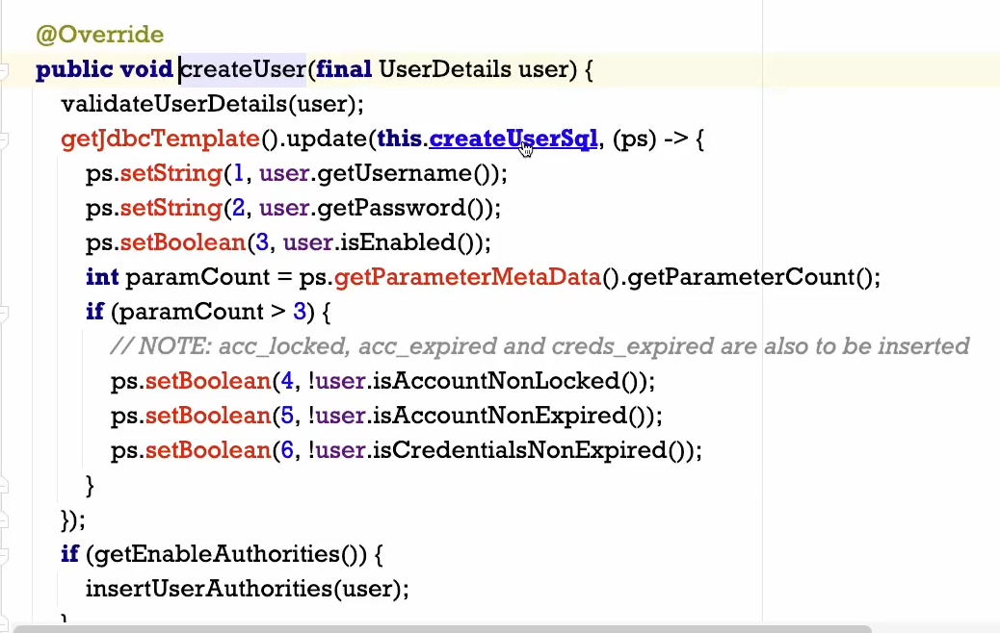 @Override
public void createUser(final UserDetails user) {
validateUserDetails(user);
getJdbcTemplate().update(this.createUserSql, (ps) -> {
ps.setString(1, user.getUsername());
ps.setString(2, user.getPassword());
ps.setBoolean(3, user.isEnabled());
int paramCount = ps.getParameterMetaData().getParameterCount();
if (paramCount > 3) {
// NOTE: acc_locked, acc_expired and creds_expired are also to be inserted
ps.setBoolean(4, !user.isAccountNonLocked());
ps.setBoolean(5, !user.isAccountNonExpired());
ps.setBoolean(6, !user.isCredentialsNonExpired());
}
});
if (getEnableAuthorities()) {
insertUserAuthorities(user);
}